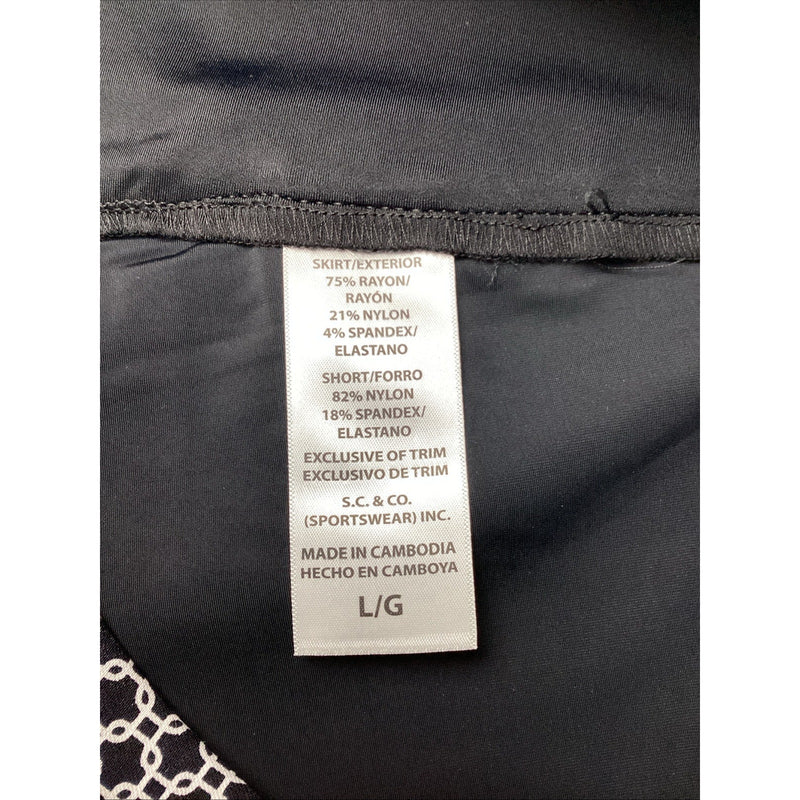 SKIRT/EXTERIOR
75% RAYON/
RAYÓN
21% NYLON
4% SPANDEX/
ELASTANO
SHORT/FORRO
82% NYLON
18% SPANDEX/
ELASTANO
EXCLUSIVE OF TRIM
EXCLUSIVO DE TRIM
S.C. & CO.
(SPORTSWEAR) INC.
MADE IN CAMBODIA
HECHO EN CAMBOYA
L/G